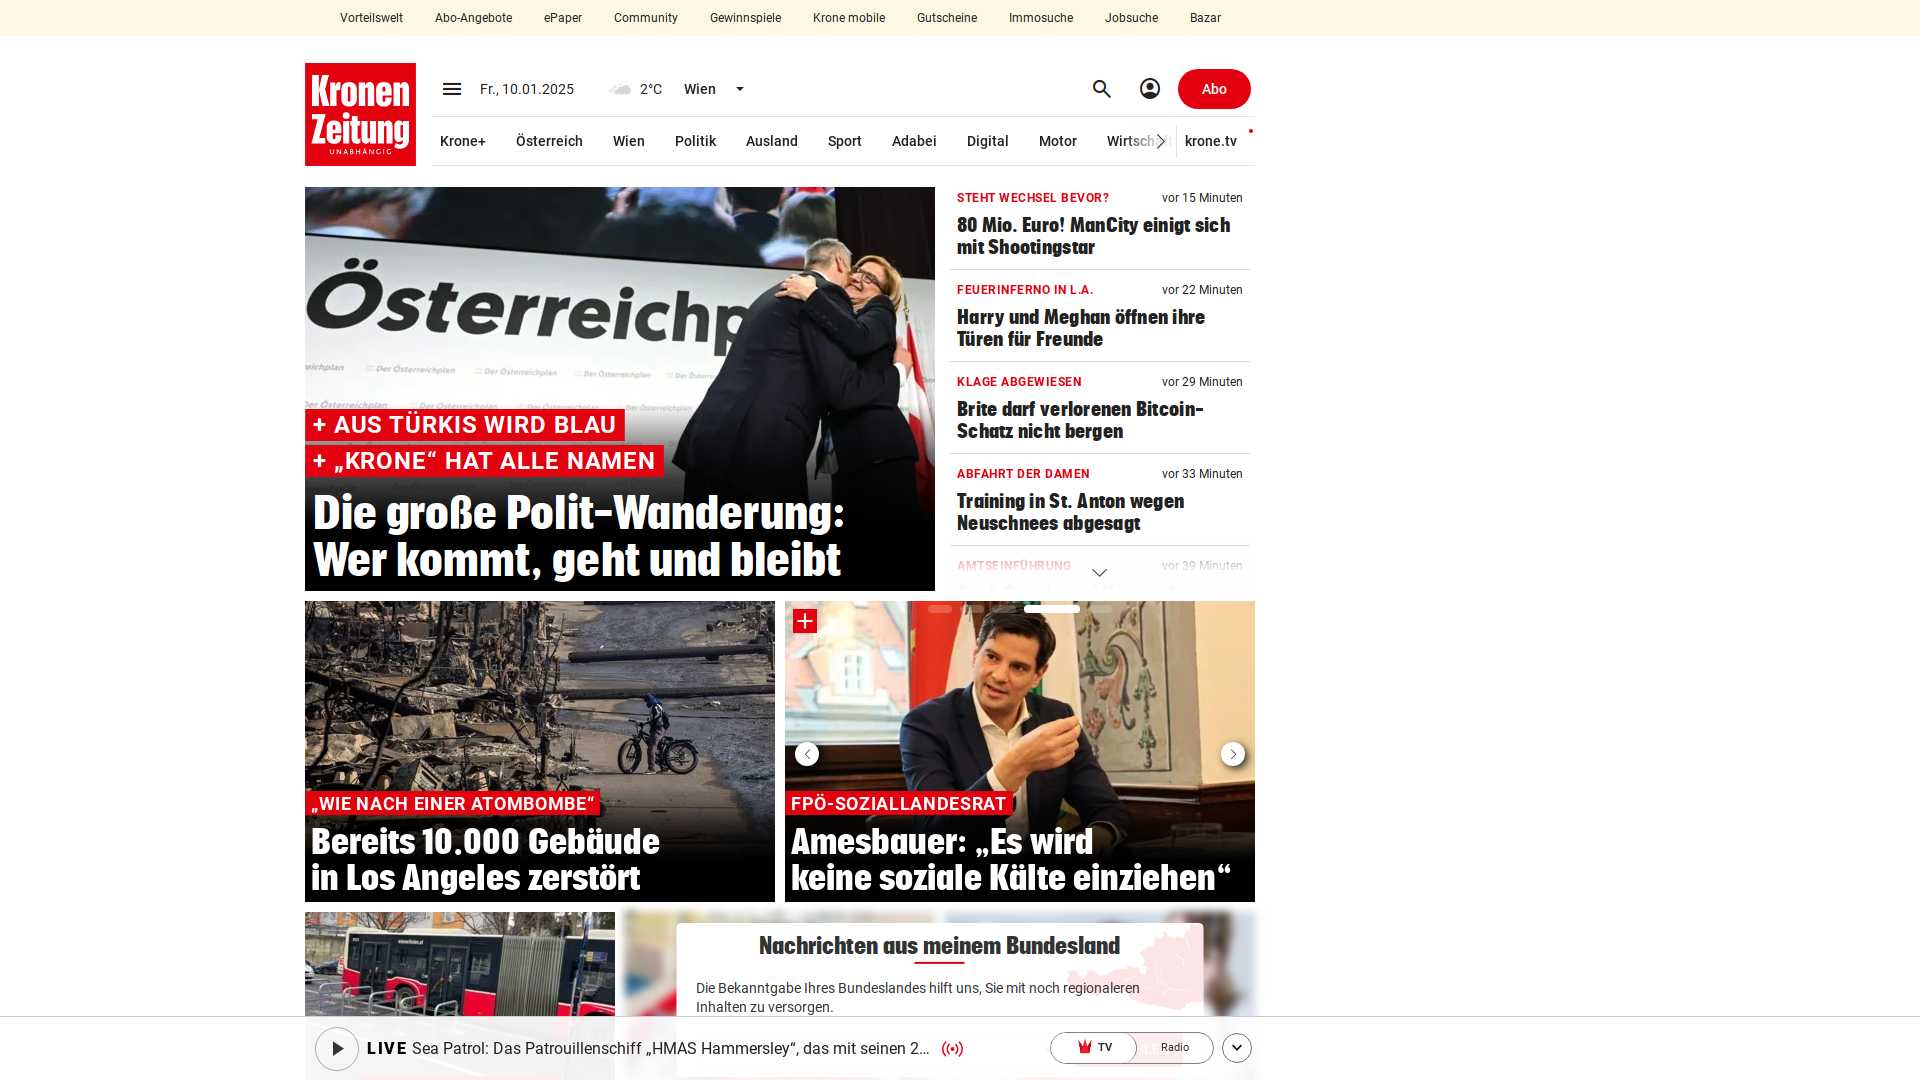 Vorteilswelt Abo-Angebote ePaper Community Gewinnspiele Krone mobile Gutscheine Immosuche Jobsuche Bazar
Kronen
Zeitung
UNABHÄNGIG
Fr., 10.01.2025 2°C Wien Abo
Krone+ Österreich Wien Politik Ausland Sport Adabei Digital Motor Wirtschaft krone.tv
Österreichp
Der Österreichplan Der Österreichplan Der Österreichplan
+ AUS TÜRKIS WIRD BLAU
+ „KRONE“ HAT ALLE NAMEN
Die große Polit-Wanderung:
Wer kommt, geht und bleibt
STEHT WECHSEL BEVOR? vor 15 Minuten
80 Mio. Euro! ManCity einigt sich
mit Shootingstar
FEUERINFERNO IN L.A. vor 22 Minuten
Harry und Meghan öffnen ihre
Türen für Freunde
KLAGE ABGEWIESEN vor 29 Minuten
Brite darf verlorenen Bitcoin-
Schatz nicht bergen
ABFAHRT DER DAMEN vor 33 Minuten
Training in St. Anton wegen
Neuschnees abgesagt
AMTSEINFÜHRUNG vor 39 Minuten
„WIE NACH EINER ATOMBOMBE“
Bereits 10.000 Gebäude
in Los Angeles zerstört
FPÖ-SOZIALLANDESRAT
Amesbauer: „Es wird
keine soziale Kälte einziehen“
Nachrichten aus meinem Bundesland
Die Bekanntgabe Ihres Bundeslandes hilft uns, Sie mit noch regionaleren
Inhalten zu versorgen.
LIVE Sea Patrol: Das Patrouillenschiff „HMAS Hammersley“, das mit seinen 2... TV Radio